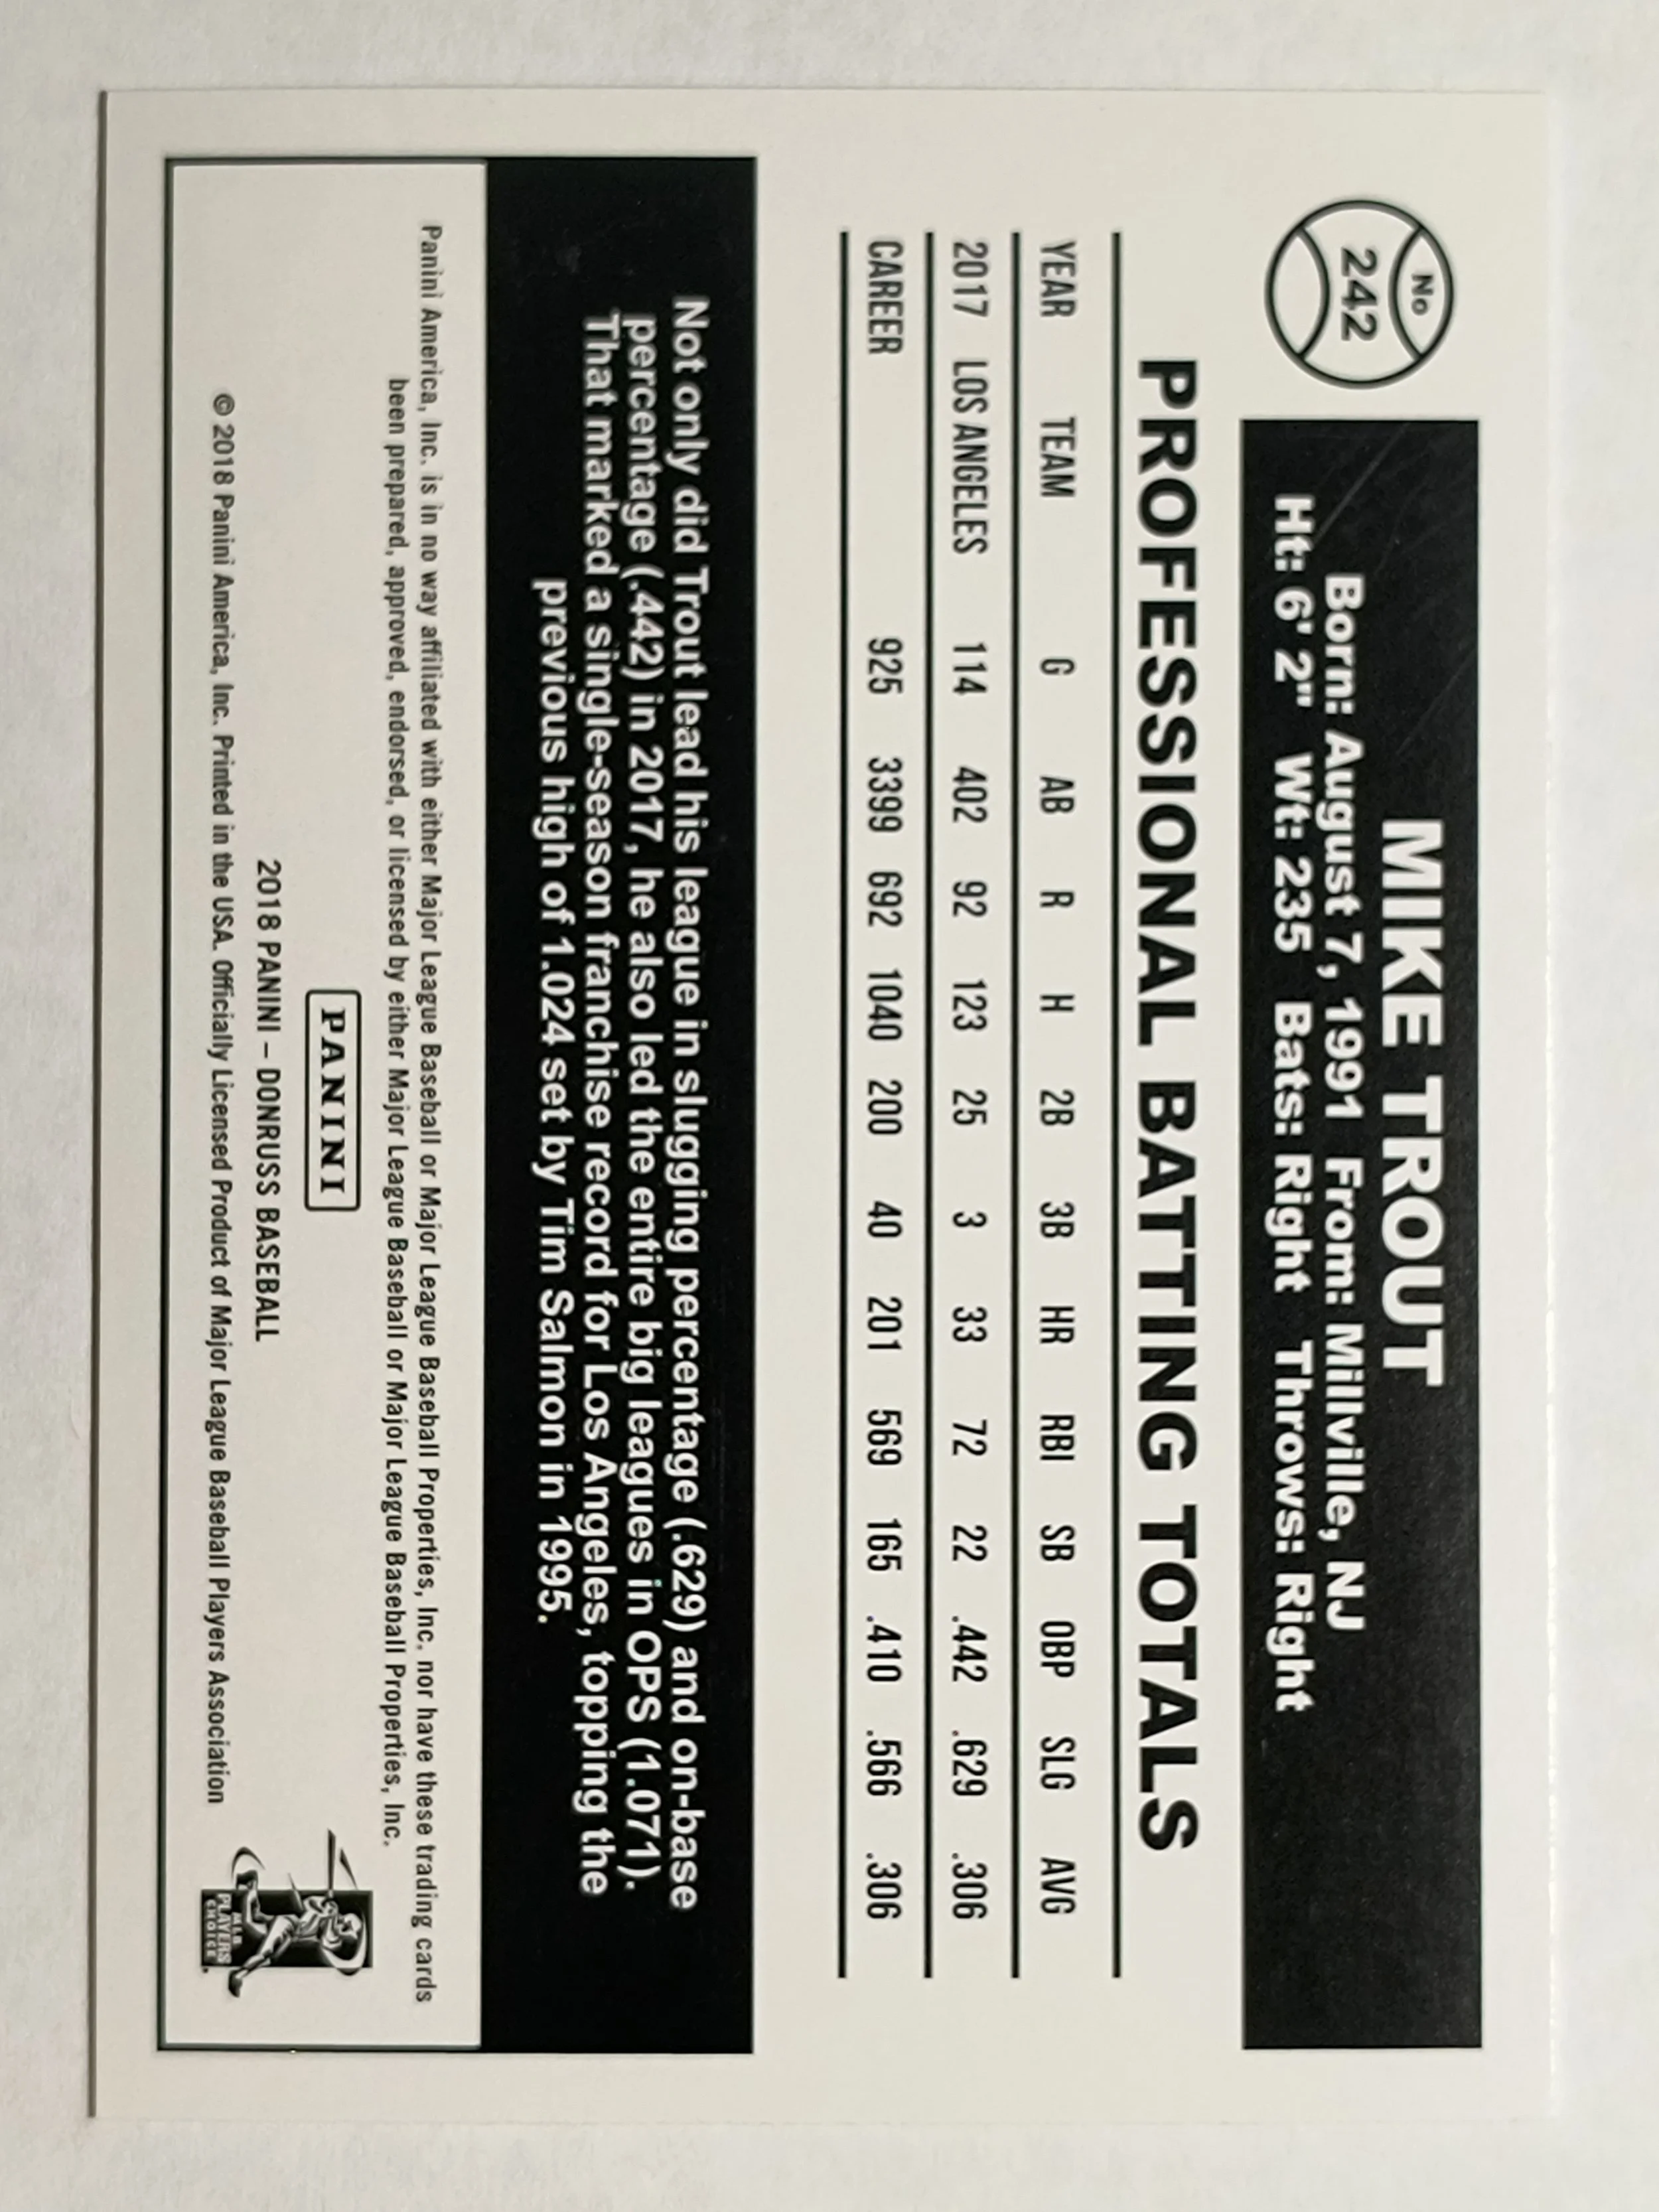 No
242
MIKE TROUT
Born: August 7, 1991 From: Millville, NJ
Ht: 6' 2" Wt: 235 Bats: Right Throws: Right
PROFESSIONAL BATTING TOTALS
YEAR TEAM G AB R H 2B 3B HR RBI SB OBP SLG AVG
2017 LOS ANGELES 114 402 92 123 25 3 33 72 22 .442 .629 .306
CAREER 925 3399 692 1040 200 40 201 569 165 .410 .566 .306
Not only did Trout lead his league in slugging percentage (.629) and on-base
percentage (.442) in 2017, he also led the entire big leagues in OPS (1.071).
That marked a single-season franchise record for Los Angeles, topping the
previous high of 1.024 set by Tim Salmon in 1995.
Panini America, Inc. is in no way affiliated with either Major League Baseball or Major League Baseball Properties, Inc. nor have these trading cards
been prepared, approved, endorsed, or licensed by either Major League Baseball or Major League Baseball Properties, Inc.
PANINI
2018 PANINI – DONRUSS BASEBALL
© 2018 Panini America, Inc. Printed in the USA. Officially Licensed Product of Major League Baseball Players Association
MLB
PLAYERS
CHOICE